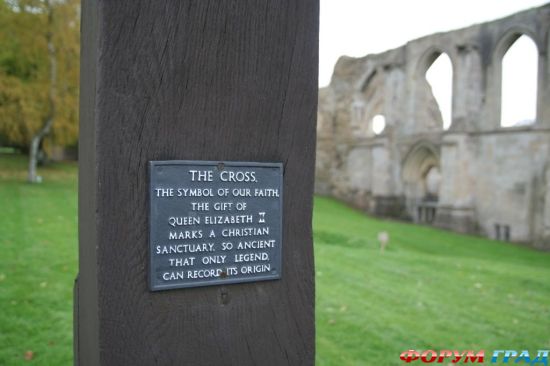 THE CROSS.
THE SYMBOL OF OUR FAITH.
THE GIFT OF
QUEEN ELIZABETH II
MARKS A CHRISTIAN
SANCTUARY, SO ANCIENT
THAT ONLY LEGEND,
CAN RECORD ITS ORIGIN
ФОРУМ ГРАД